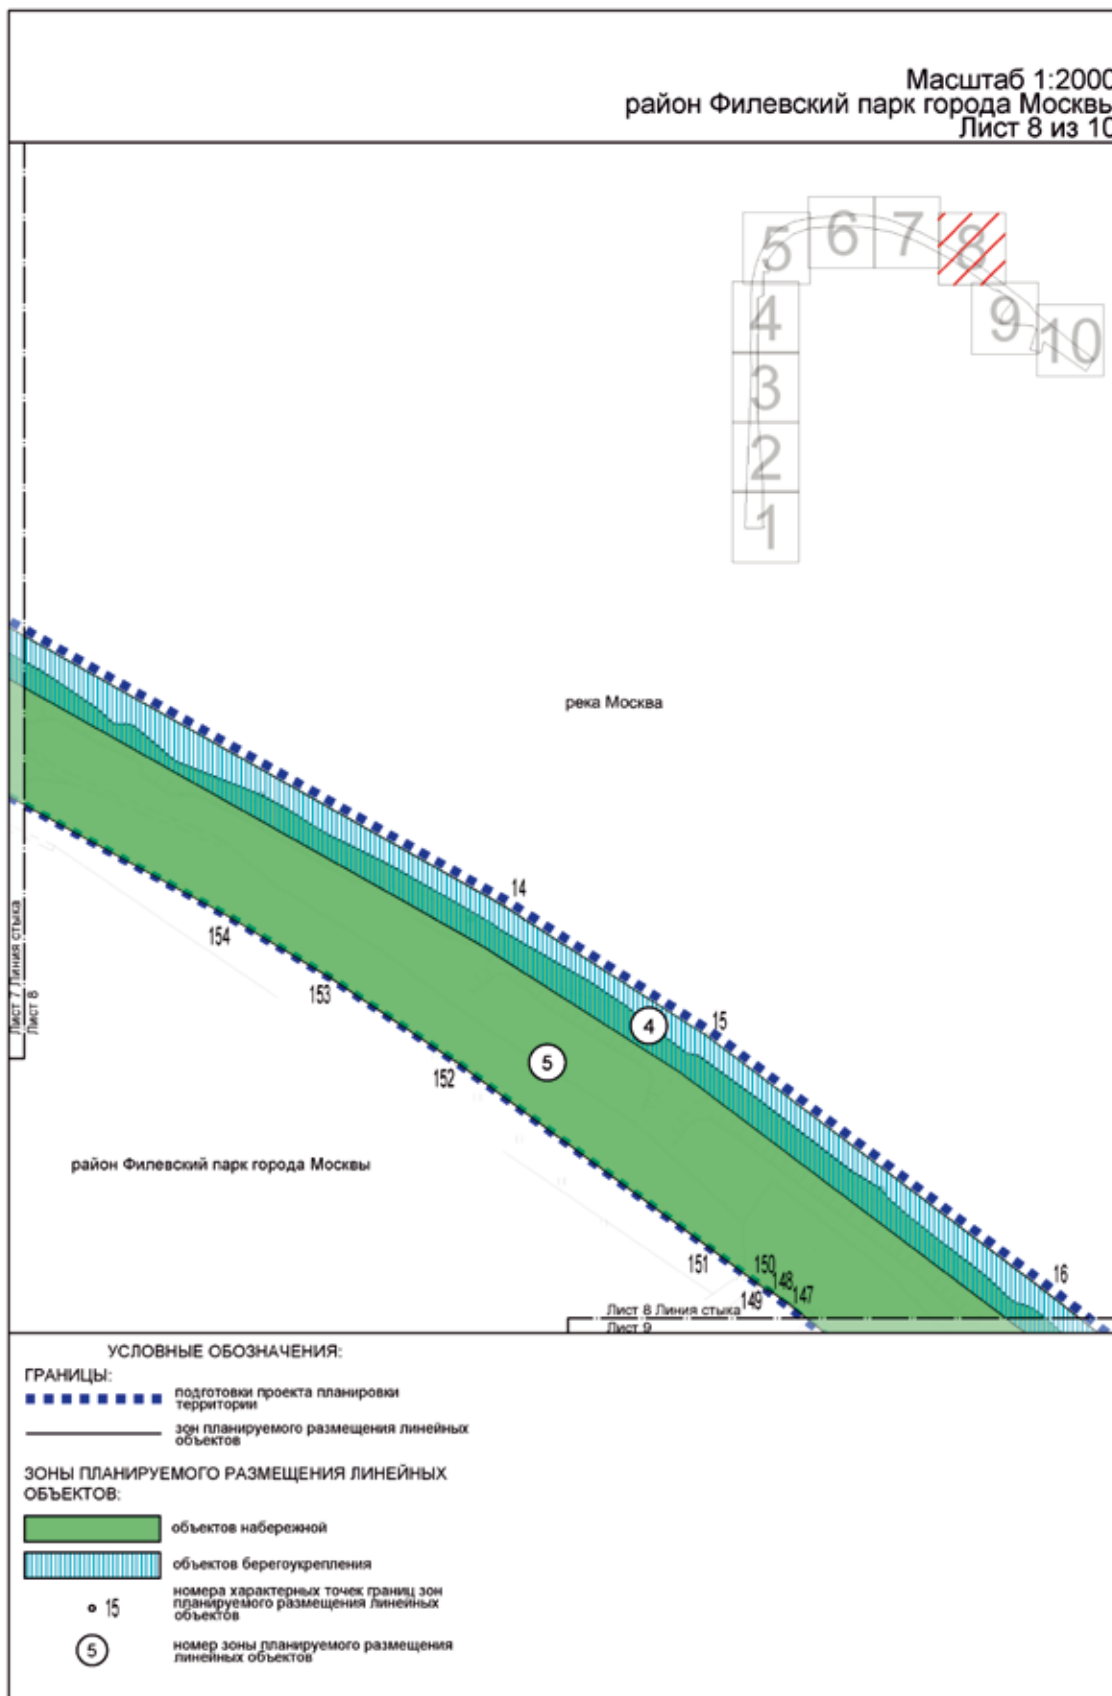 Масштаб 1:2000
район Филевский парк города Москвы
Лист 8 из 10
5
6
7
8
4
9
10
3
2
1
река Москва
14
154
153
15
4
5
152
Лист 7 Линия стыка
Лист 8
район Филевский парк города Москвы
151
150
148
147
149
16
Лист 8 Линия стыка
Лист 9
УСЛОВНЫЕ ОБОЗНАЧЕНИЯ:
ГРАНИЦЫ:
подготовки проекта планировки
территории
зон планируемого размещения линейных
объектов
ЗОНЫ ПЛАНИРУЕМОГО РАЗМЕЩЕНИЯ ЛИНЕЙНЫХ
ОБЪЕКТОВ:
объектов набережной
объектов берегоукрепления
15
номера характерных точек границ зон
планируемого размещения линейных
объектов
5
номер зоны планируемого размещения
линейных объектов